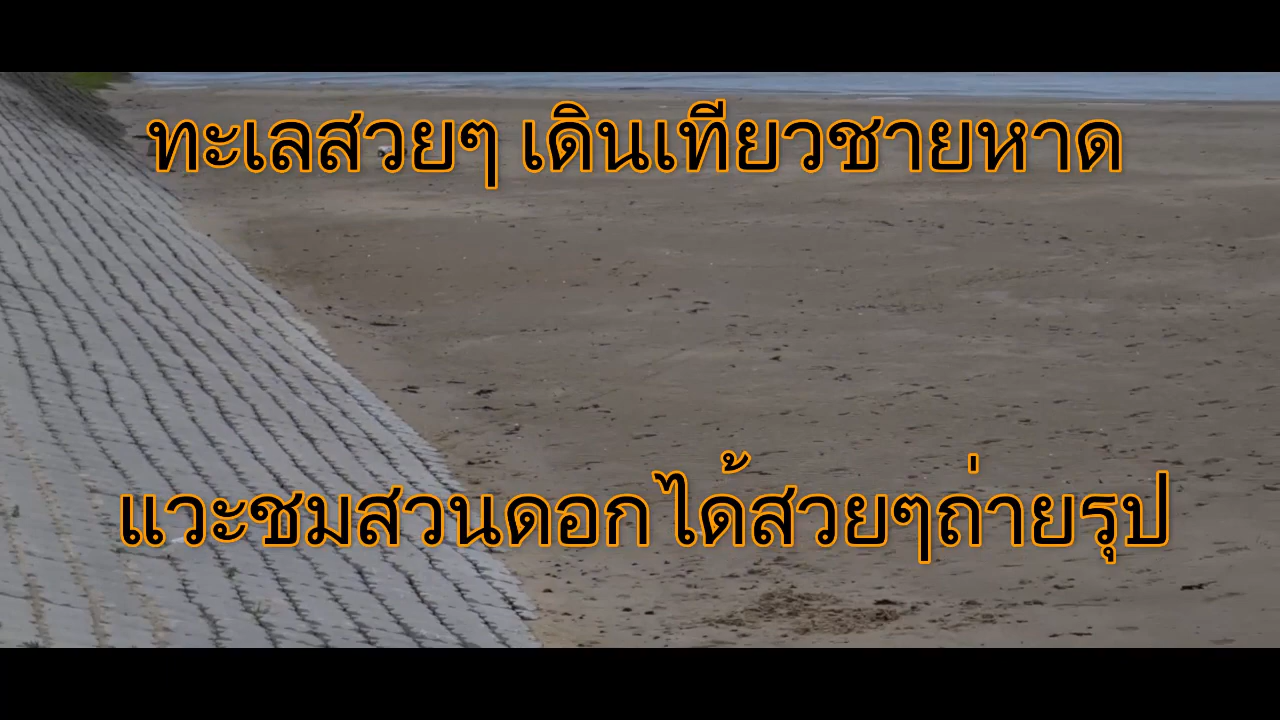 ทะเลสวยๆ เดินเทียวชายหาด
แวะชมสวนดอกได้สวยๆถ่ายรุป